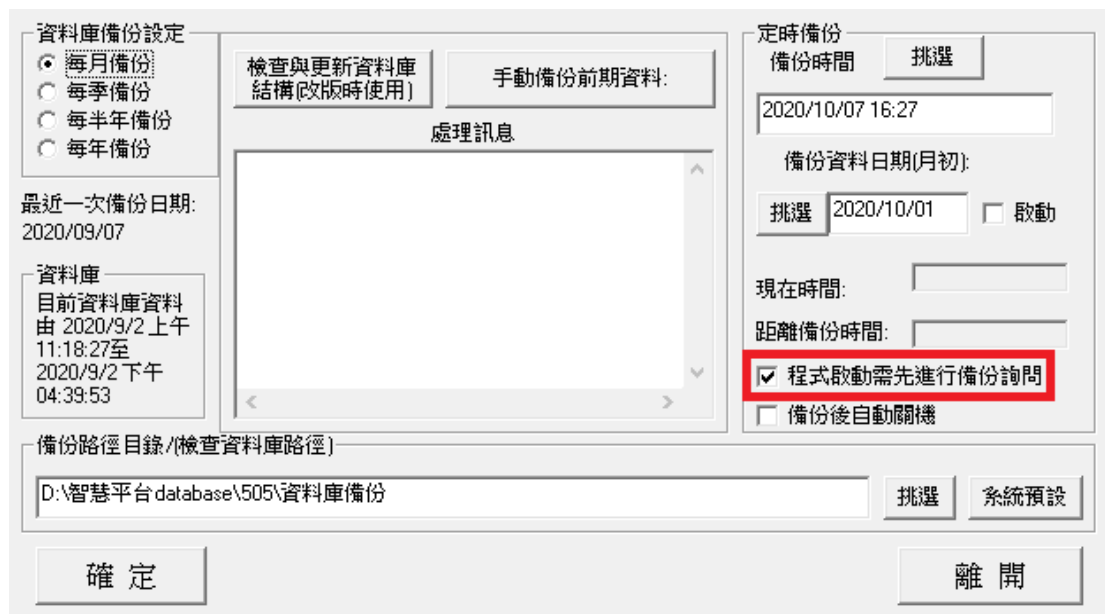 資料庫備份設定
每月備份
每季備份
每半年備份
每年備份
最近一次備份日期:
2020/09/07
資料庫
目前資料庫資料
由 2020/9/2 上午
11:18:27至
2020/9/2 下午
04:39:53
檢查與更新資料庫
結構(改版時使用)
手動備份前期資料:
處理訊息
定時備份
備份時間
挑選
2020/10/07 16:27
備份資料日期(月初):
挑選
2020/10/01
啟動
現在時間:
距離備份時間:
程式啟動需先進行備份詢問
備份後自動關機
備份路徑目錄/(檢查資料庫路徑)
D:\智慧平台database\505\資料庫備份
挑選
系統預設
確 定
離 開